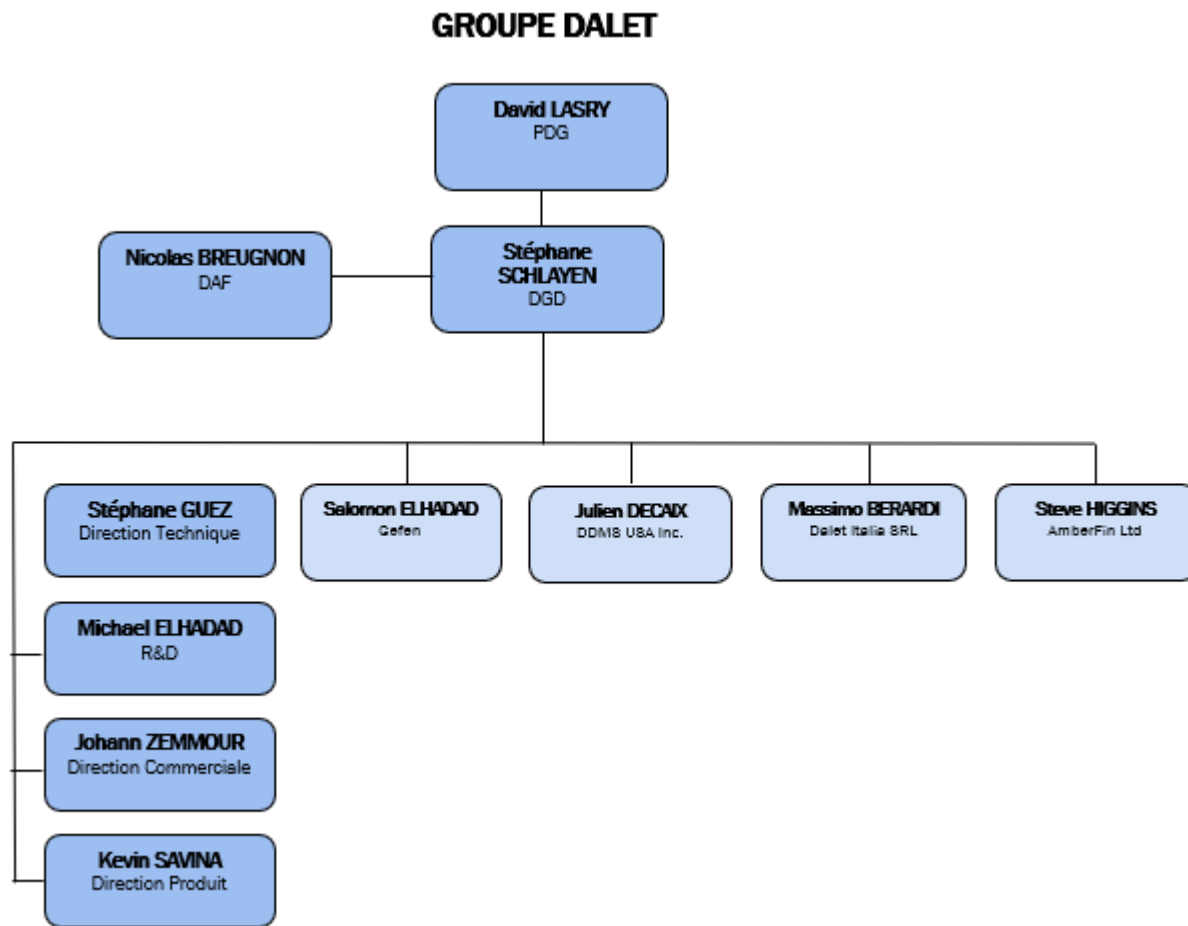 GROUPE DALET
David LASRY
PDG
Nicolas BREUGNON
DAF
Stéphane
SCHLAYEN
DGD
Stéphane GUEZ
Direction Technique
Salomon ELHADAD
Gefen
Julien DECAIX
DDMS USA Inc.
Massimo BERARDI
Dalet Italia SRL
Steve HIGGINS
AmberFin Ltd
Michael ELHADAD
R&D
Johann ZEMMOUR
Direction Commerciale
Kevin SAVINA
Direction Produit